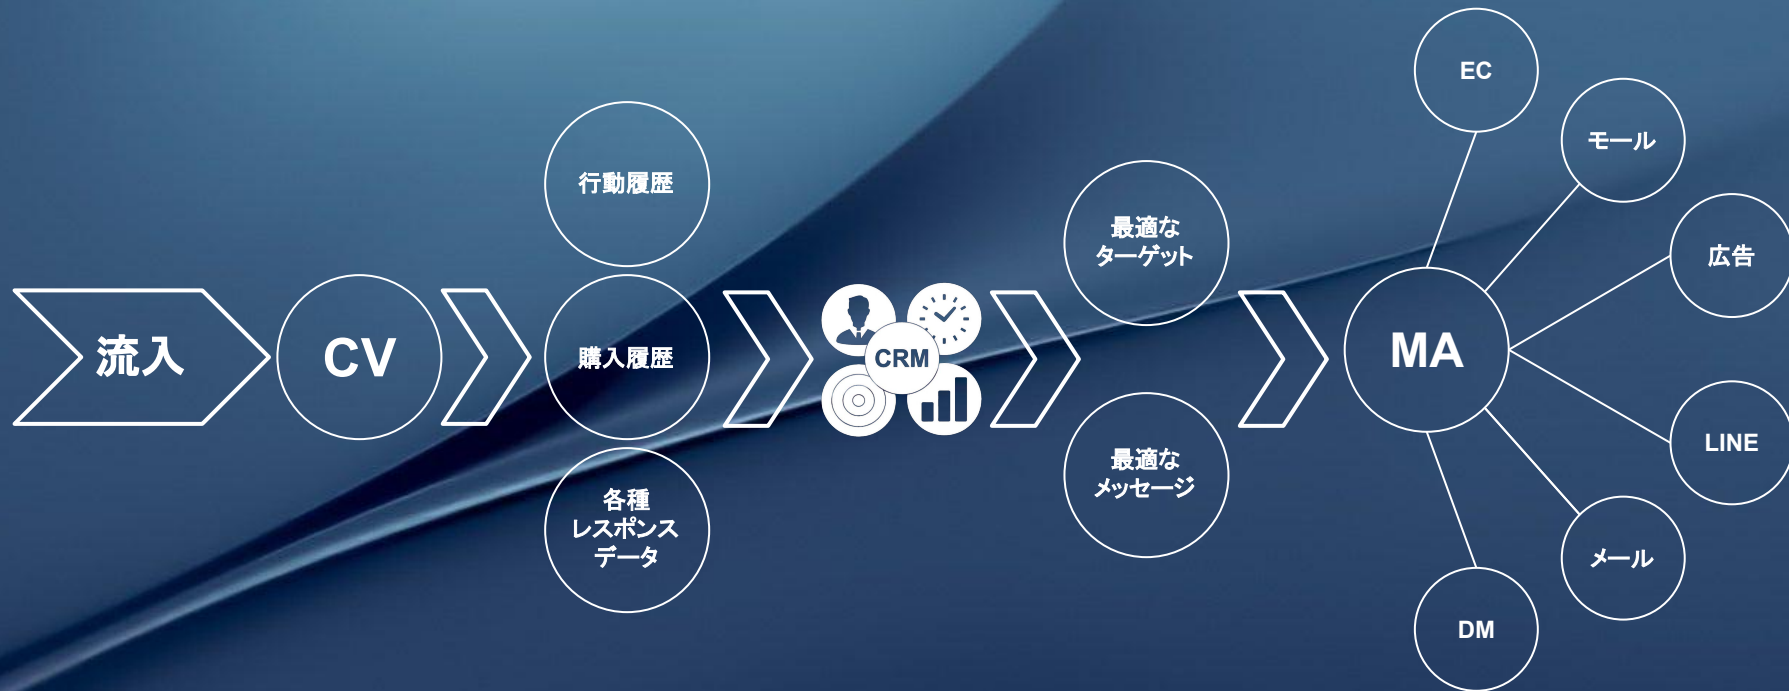 流入
CV
行動履歴
購入履歴
各種
レスポンス
データ
CRM
最適な
ターゲット
最適な
メッセージ
MA
EC
モール
広告
LINE
メール
DM